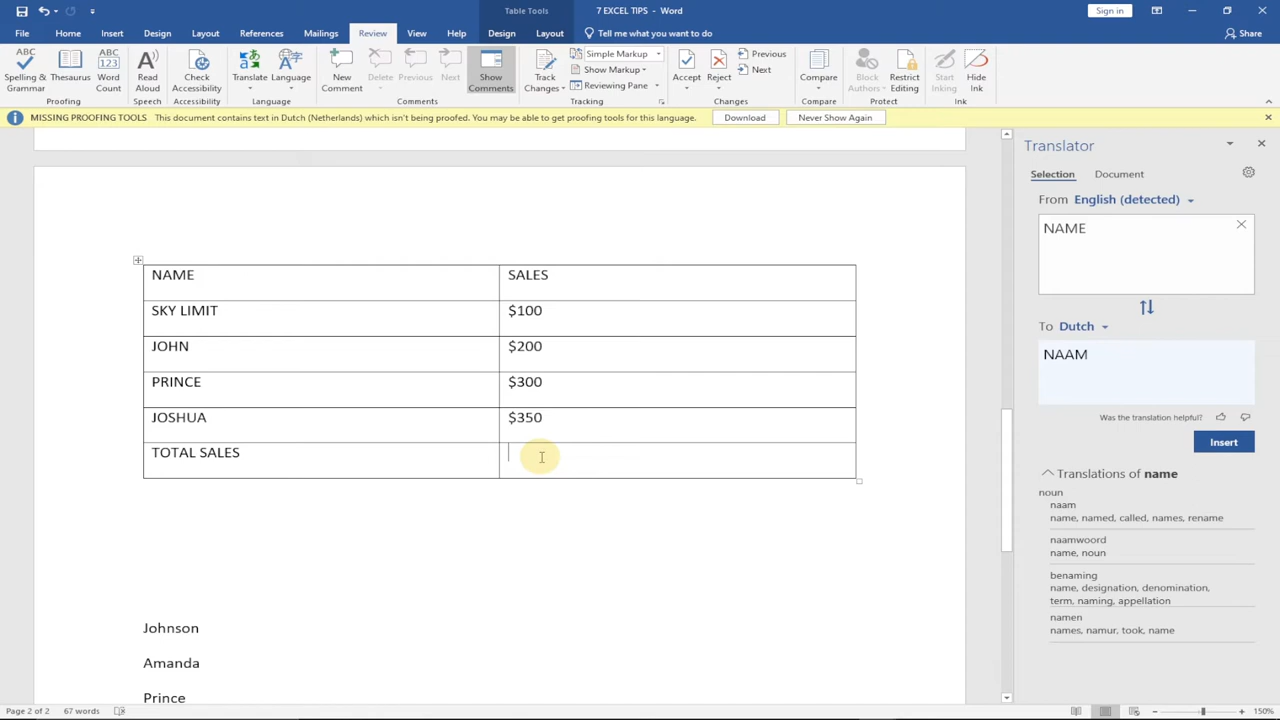 Table Tools
7 EXCEL TIPS - Word
Sign in
File Home Insert Design Layout References Mailings Review View Help Design Layout Tell me what you want to do Share
ABC Spelling & Grammar
Thesaurus
ABC 123 Word Count
Read Aloud
Check Accessibility
Translate
Language
New Comment
Delete
Previous
Next
Show Comments
Track Changes
Simple Markup
Show Markup
Reviewing Pane
Accept
Reject
Previous
Next
Compare
Block Authors
Restrict Editing
Start Inking
Hide Ink
Proofing Speech Accessibility Language Comments Tracking Changes Compare Protect Ink
MISSING PROOFING TOOLS This document contains text in Dutch (Netherlands) which isn't being proofed. You may be able to get proofing tools for this language. Download Never Show Again
NAME SALES
SKY LIMIT $100
JOHN $200
PRINCE $300
JOSHUA $350
TOTAL SALES
Johnson
Amanda
Prince
Translator
Selection Document
From English (detected)
NAME
To Dutch
NAAM
Was the translation helpful?
Insert
Translations of name
noun
naam
name, named, called, names, rename
naamwoord
name, noun
benaming
name, designation, denomination,
term, naming, appellation
namen
names, namur, took, name
Page 2 of 2 67 words 150%